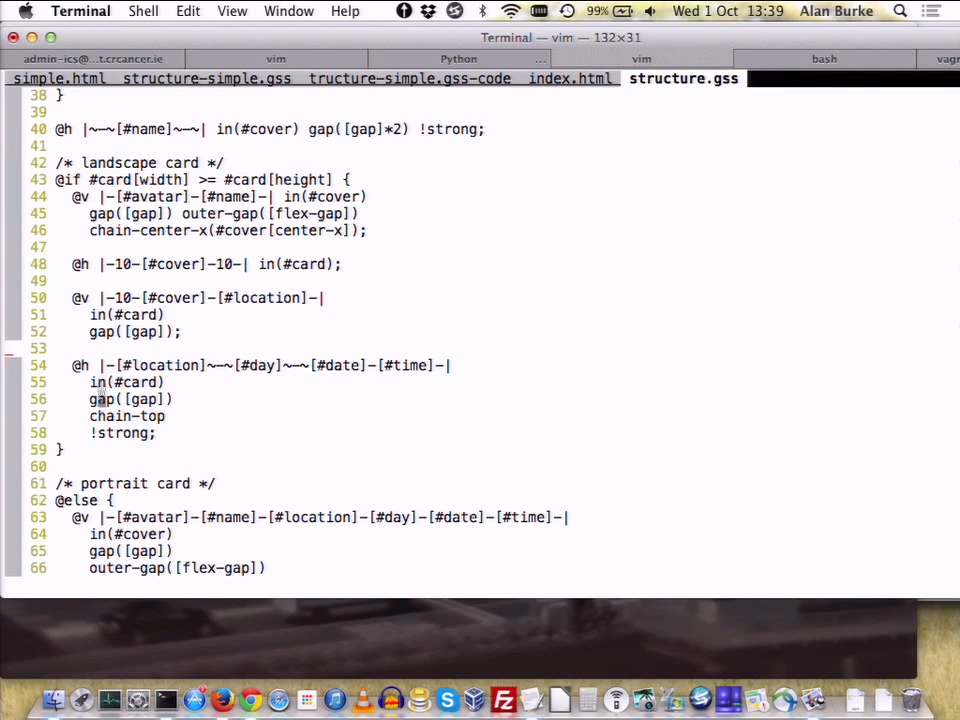 Terminal Shell Edit View Window Help 99% Wed 1 Oct 13:39 Alan Burke
Terminal — vim — 132×31
admin-ics@...t.crcancer.ie vim Python ... vim bash vagr
simple.html structure-simple.gss tructure-simple.gss-code index.html structure.gss
38 }
39
40 @h |~~[#name]~~| in(#cover) gap([gap]*2) !strong;
41
42 /* landscape card */
43 @if #card[width] >= #card[height] {
44 @v |-[#avatar]-[#name]-| in(#cover)
45 gap([gap]) outer-gap([flex-gap])
46 chain-center-x(#cover[center-x]);
47
48 @h |-10-[#cover]-10-| in(#card);
49
50 @v |-10-[#cover]-[#location]-|
51 in(#card)
52 gap([gap]);
53
54 @h |-[#location]~~[#day]~~[#date]-[#time]-|
55 in(#card)
56 gap([gap])
57 chain-top
58 !strong;
59 }
60
61 /* portrait card */
62 @else {
63 @v |-[#avatar]-[#name]-[#location]-[#day]-[#date]-[#time]-|
64 in(#cover)
65 gap([gap])
66 outer-gap([flex-gap])